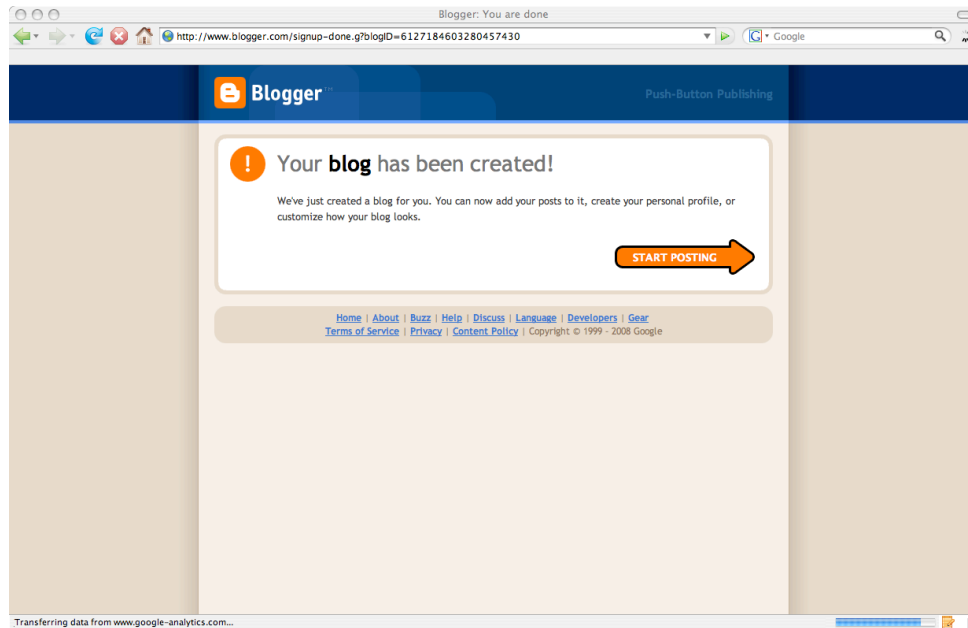 Blogger: You are done
http://www.blogger.com/signup-done.g?blogID=6127184603280457430
Google
Blogger™
Push-Button Publishing
! Your blog has been created!
We've just created a blog for you. You can now add your posts to it, create your personal profile, or
customize how your blog looks.
START POSTING
Home | About | Buzz | Help | Discuss | Language | Developers | Gear
Terms of Service | Privacy | Content Policy | Copyright © 1999 - 2008 Google
Transferring data from www.google-analytics.com...